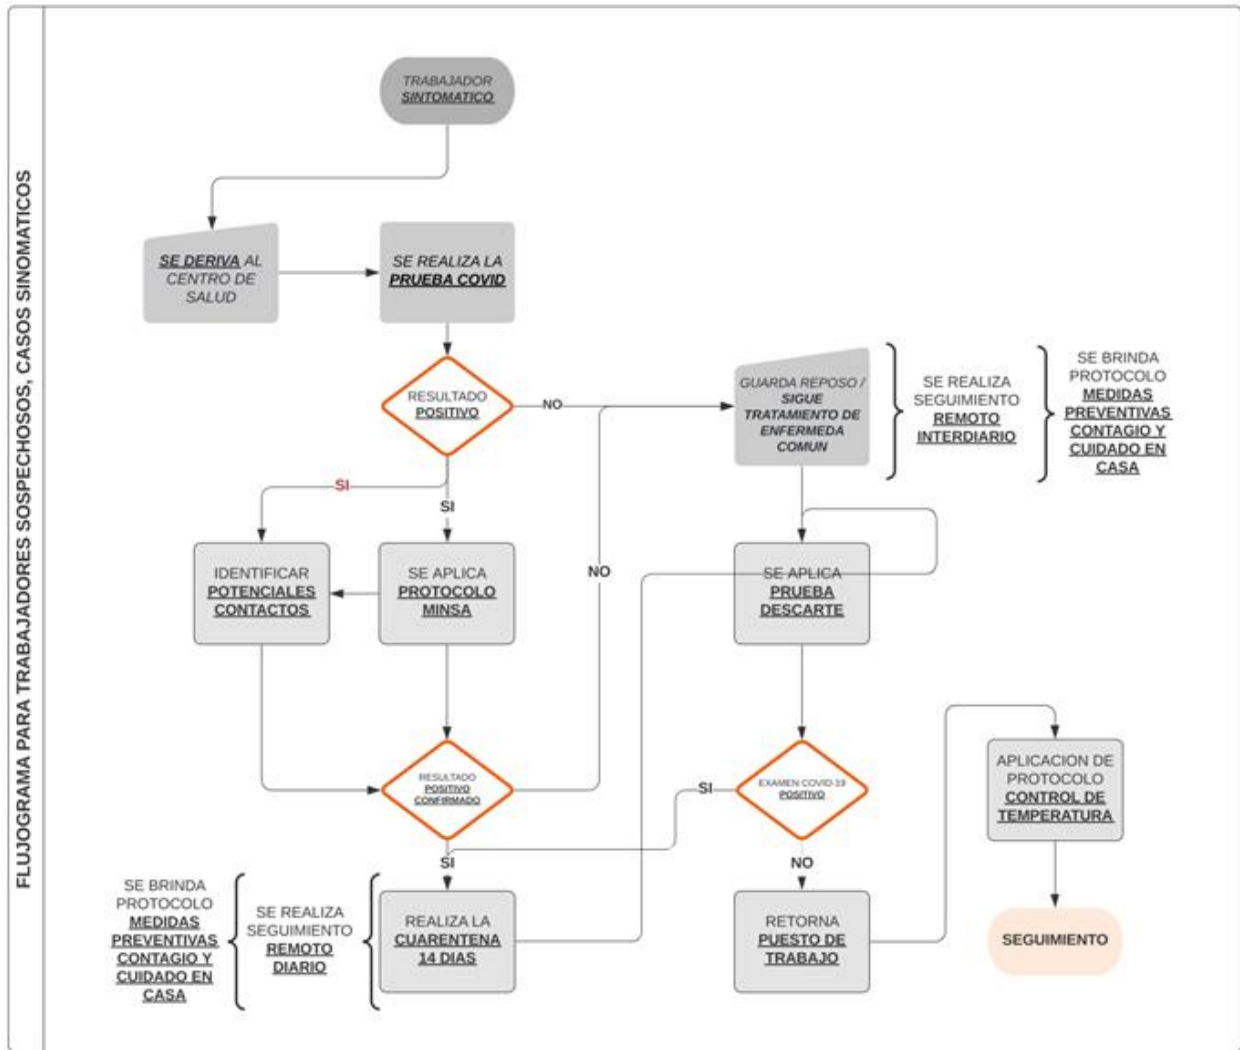 FLUJOGRAMA PARA TRABAJADORES SOSPECHOSOS, CASOS SINOMATICOS
TRABAJADOR
SINTOMATICO
SE DERIVA AL
CENTRO DE
SALUD
SE REALIZA LA
PRUEBA COVID
RESULTADO
POSITIVO
NO
GUARDA REPOSO /
SIGUE
TRATAMIENTO DE
ENFERMEDA
COMUN
SE REALIZA
SEGUIMIENTO
REMOTO
INTERDIARIO
SE BRINDA
PROTOCOLO
MEDIDAS
PREVENTIVAS
CONTAGIO Y
CUIDADO EN
CASA
SI
SI
IDENTIFICAR
POTENCIALES
CONTACTOS
SE APLICA
PROTOCOLO
MINSA
NO
SE APLICA
PRUEBA
DESCARTE
RESULTADO
POSITIVO
CONFIRMADO
SI
EXAMEN COVID-19
POSITIVO
APLICACION DE
PROTOCOLO
CONTROL DE
TEMPERATURA
SI
NO
SE BRINDA
PROTOCOLO
MEDIDAS
PREVENTIVAS
CONTAGIO Y
CUIDADO EN
CASA
SE REALIZA
SEGUIMIENTO
REMOTO
DIARIO
REALIZA LA
CUARENTENA
14 DIAS
RETORNA
PUESTO DE
TRABAJO
SEGUIMIENTO